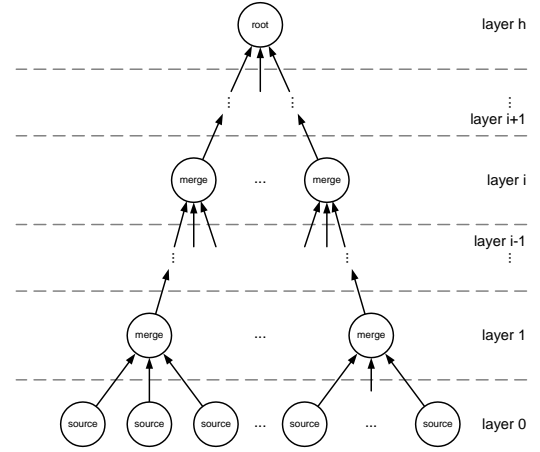 root layer h
⋮ ⋮ ⋮
layer i+1
merge ... merge layer i
layer i-1
⋮ ⋮ ⋮
merge ... merge layer 1
source source source ... source ... source layer 0